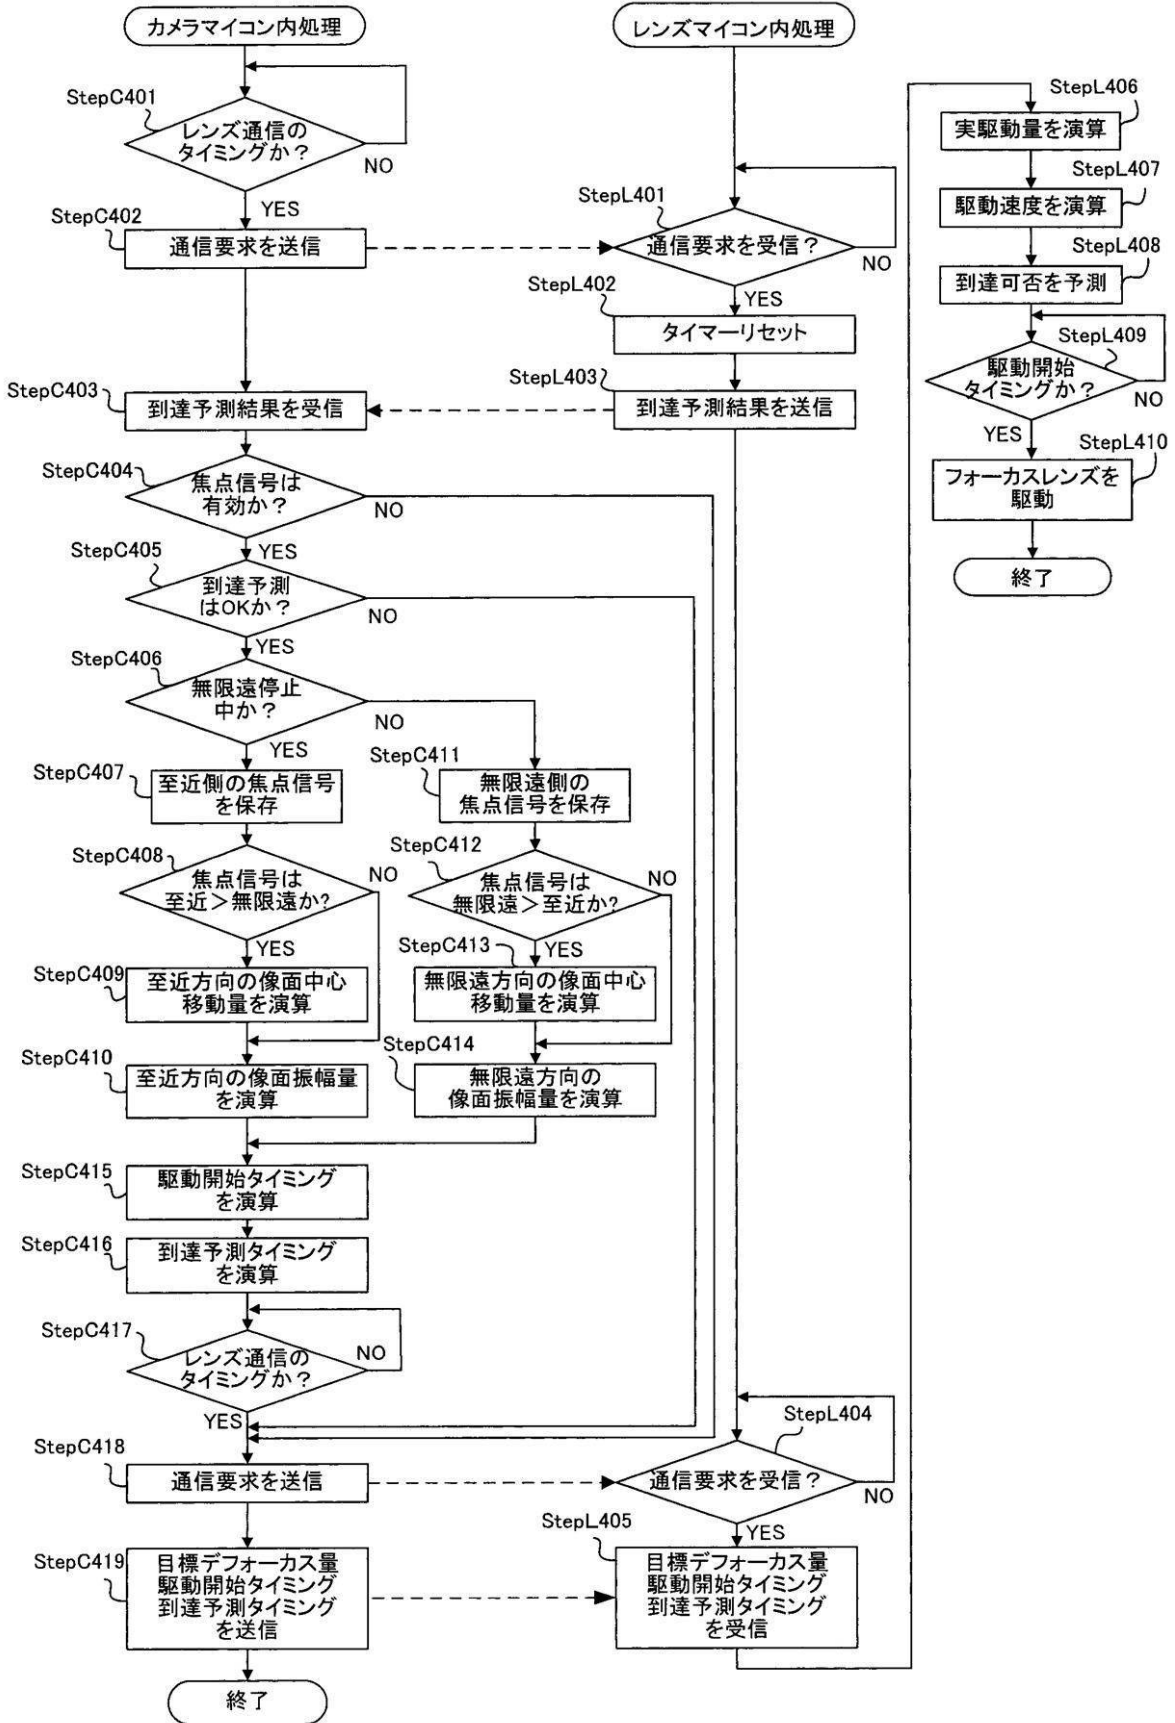 カメラマイコン内処理
StepC401
レンズ通信の
タイミングか？
NO
YES
StepC402
通信要求を送信
StepC403
到達予測結果を受信
StepC404
焦点信号は
有効か？
NO
YES
StepC405
到達予測
はOKか？
NO
YES
StepC406
無限遠停止
中か？
NO
YES
StepC407
至近側の焦点信号
を保存
StepC408
焦点信号は
至近＞無限遠か?
NO
YES
StepC409
至近方向の像面中心
移動量を演算
StepC410
至近方向の像面振幅量
を演算
StepC411
無限遠側の
焦点信号を保存
StepC412
焦点信号は
無限遠＞至近か?
NO
YES
StepC413
無限遠方向の像面中心
移動量を演算
StepC414
無限遠方向の
像面振幅量を演算
StepC415
駆動開始タイミング
を演算
StepC416
到達予測タイミング
を演算
StepC417
レンズ通信の
タイミングか？
NO
YES
StepC418
通信要求を送信
StepC419
目標デフォーカス量
駆動開始タイミング
到達予測タイミング
を送信
終了
レンズマイコン内処理
StepL401
通信要求を受信？
NO
YES
StepL402
タイマーリセット
StepL403
到達予測結果を送信
StepL404
通信要求を受信？
NO
YES
StepL405
目標デフォーカス量
駆動開始タイミング
到達予測タイミング
を受信
StepL406
実駆動量を演算
StepL407
駆動速度を演算
StepL408
到達可否を予測
StepL409
駆動開始
タイミングか？
NO
YES
StepL410
フォーカスレンズを
駆動
終了